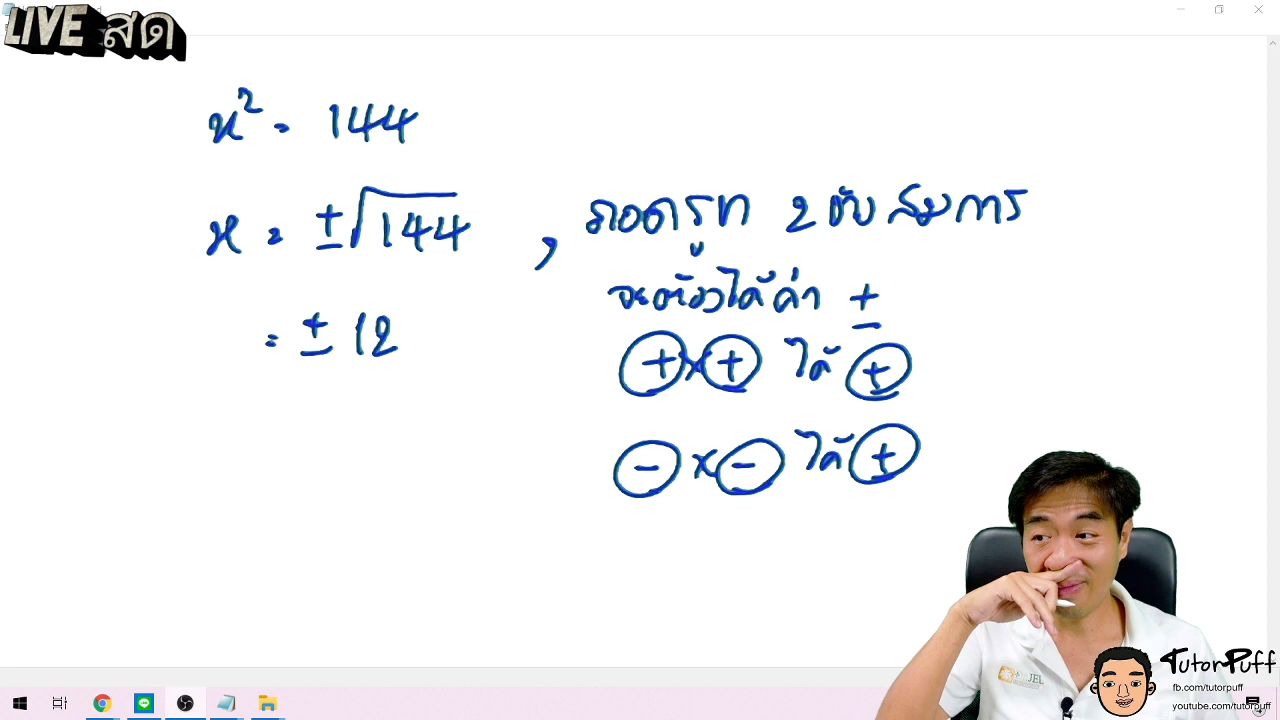 LIVE สด
x² = 144
x = ±√144 , ถอดรูท 2 ข้างสมการ
จะต้องได้ค่า ±
= ± 12
+ x + ได้ +
- x - ได้ +
TutorPuff
fb.com/tutorpuff
youtube.com/tutorpuff